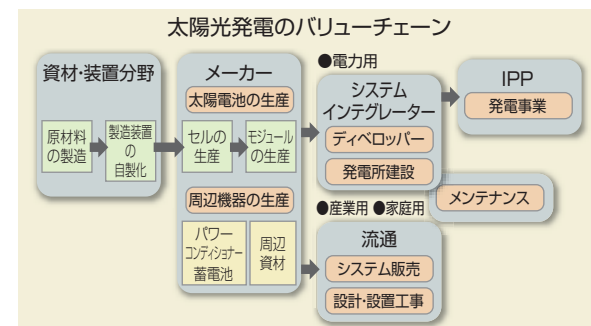 太陽光発電のバリューチェーン
資材・装置分野
原材料
の製造
製造装置
の
自製化
メーカー
太陽電池の生産
セルの
生産
モジュール
の生産
周辺機器の生産
パワー
コンディショナー
蓄電池
周辺
資材
●電力用
システム
インテグレーター
ディベロッパー
発電所建設
IPP
発電事業
メンテナンス
●産業用 ●家庭用
流通
システム販売
設計・設置工事